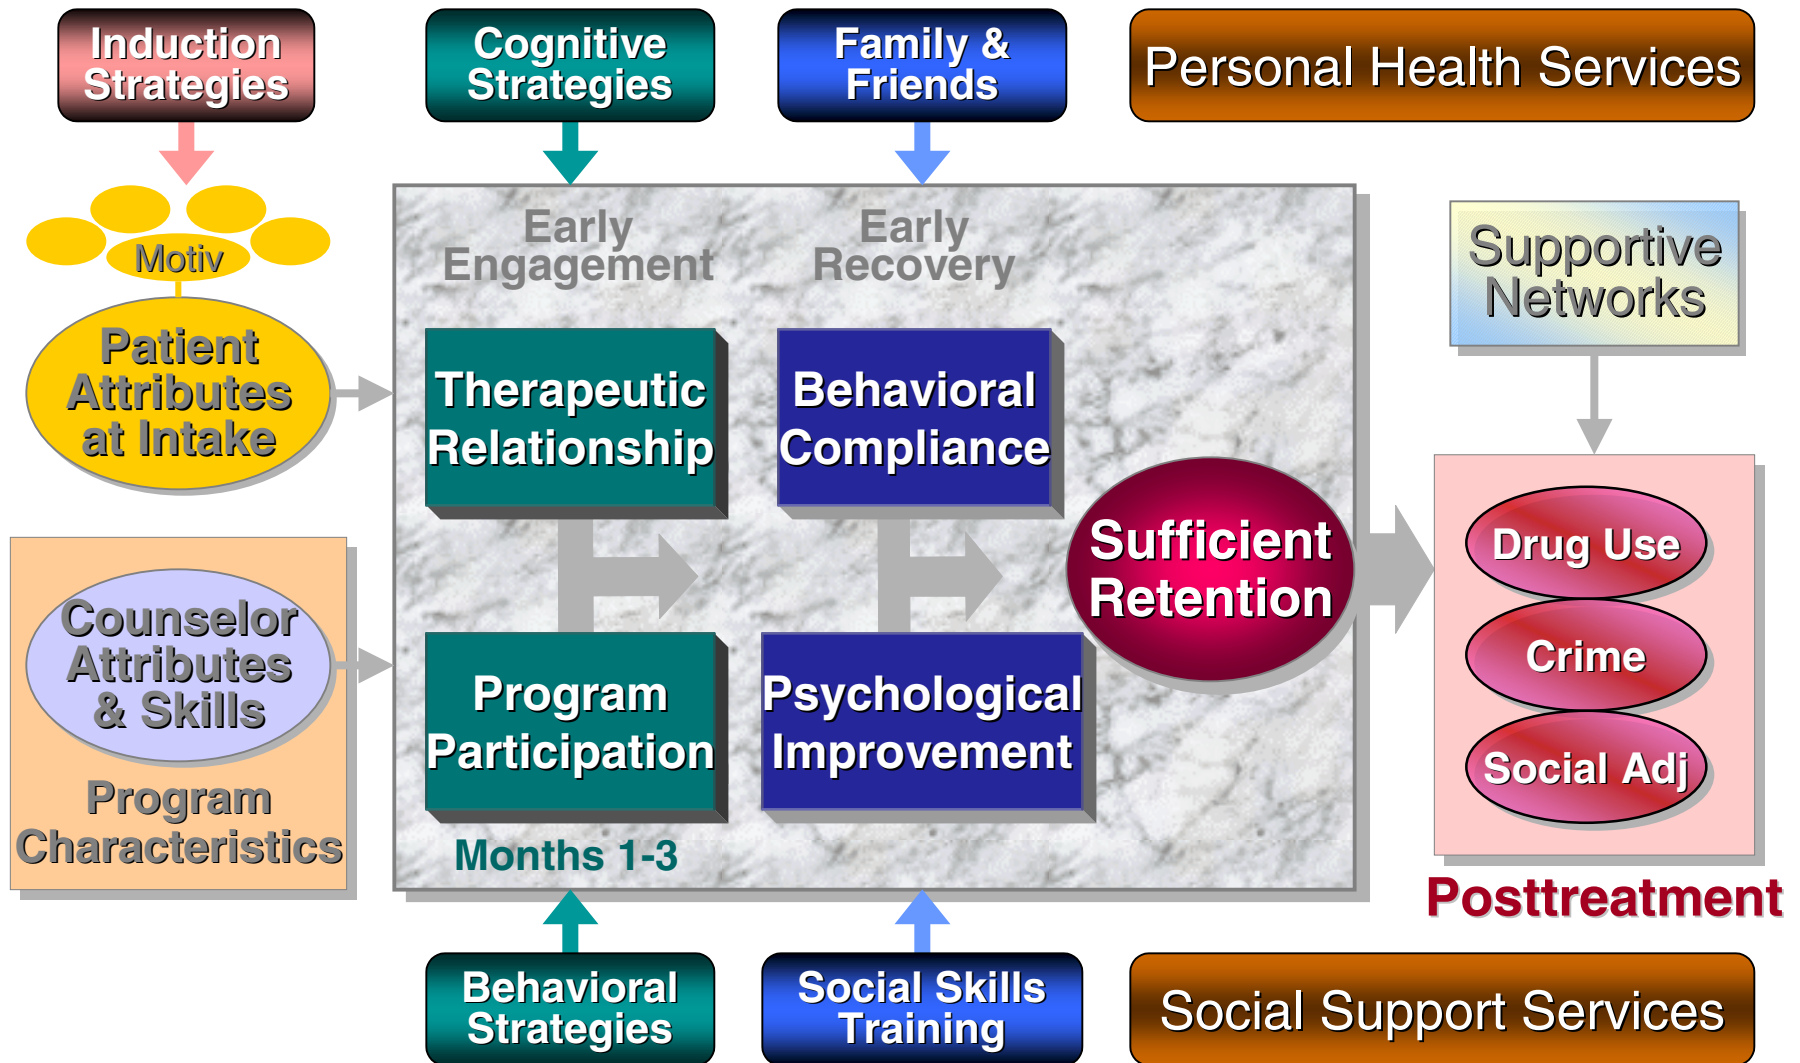 Induction
Strategies
Cognitive
Strategies
Family &
Friends
Personal Health Services
Motiv
Patient
Attributes
at Intake
Early
Engagement
Early
Recovery
Supportive
Networks
Therapeutic
Relationship
Behavioral
Compliance
Sufficient
Retention
Drug Use
Crime
Social Adj
Counselor
Attributes
& Skills
Program
Characteristics
Program
Participation
Psychological
Improvement
Months 1-3
Posttreatment
Behavioral
Strategies
Social Skills
Training
Social Support Services